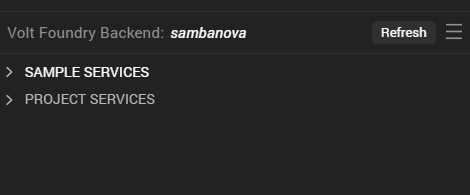 Volt Foundry Backend: sambanova Refresh
SAMPLE SERVICES
PROJECT SERVICES